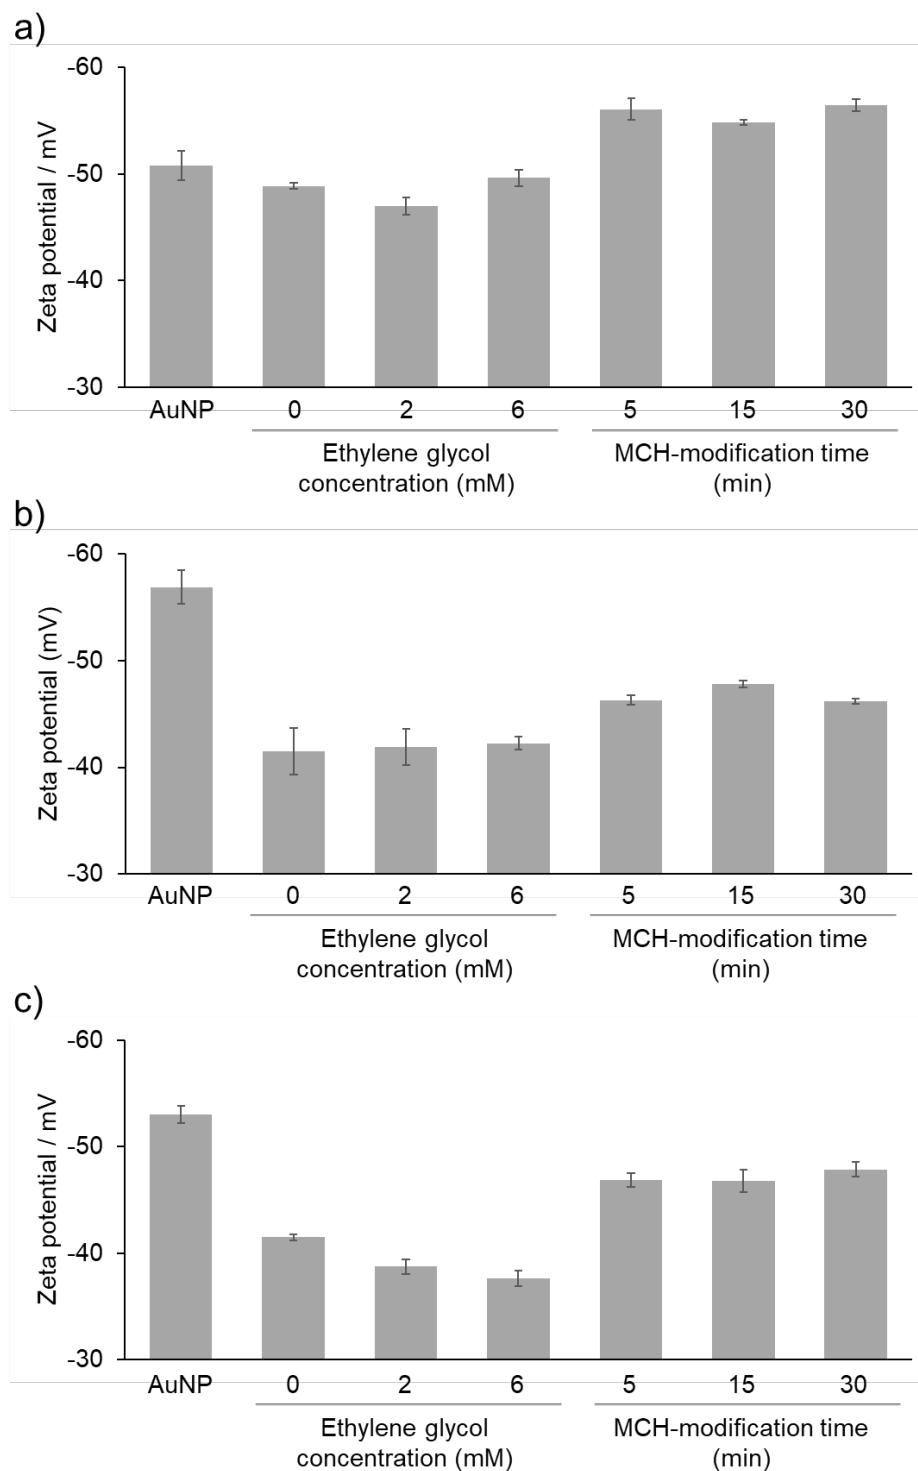 a)
Zeta potential / mV
-60
-50
-40
-30
AuNP 0 2 6 5 15 30
Ethylene glycol concentration (mM)
MCH-modification time (min)
b)
Zeta potential (mV)
-60
-50
-40
-30
AuNP 0 2 6 5 15 30
Ethylene glycol concentration (mM)
MCH-modification time (min)
c)
Zeta potential / mV
-60
-50
-40
-30
AuNP 0 2 6 5 15 30
Ethylene glycol concentration (mM)
MCH-modification time (min)